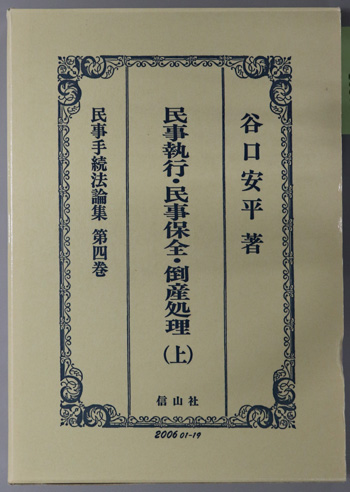 谷口安平著
民事執行・民事保全・倒産処理(上)
民事手続法論集 第四巻
信山社
2006 01-19